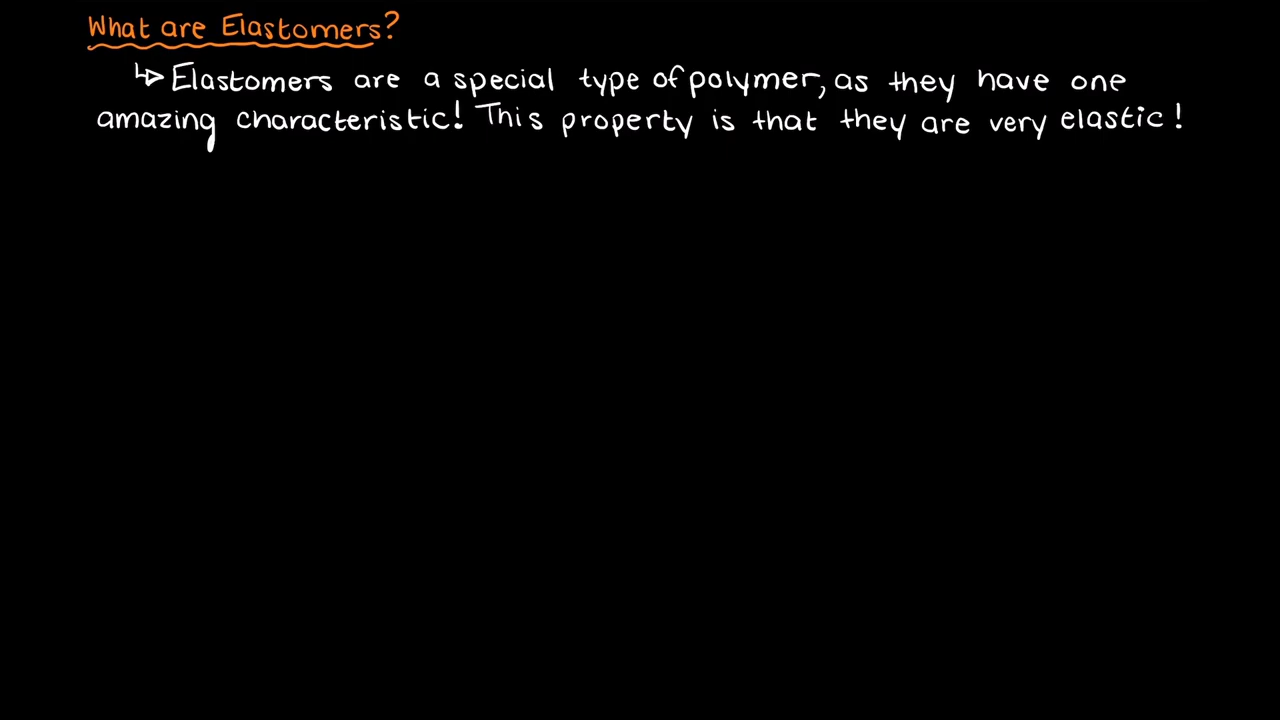 What are Elastomers?
Elastomers are a special type of polymer, as they have one
amazing characteristic! This property is that they are very elastic!